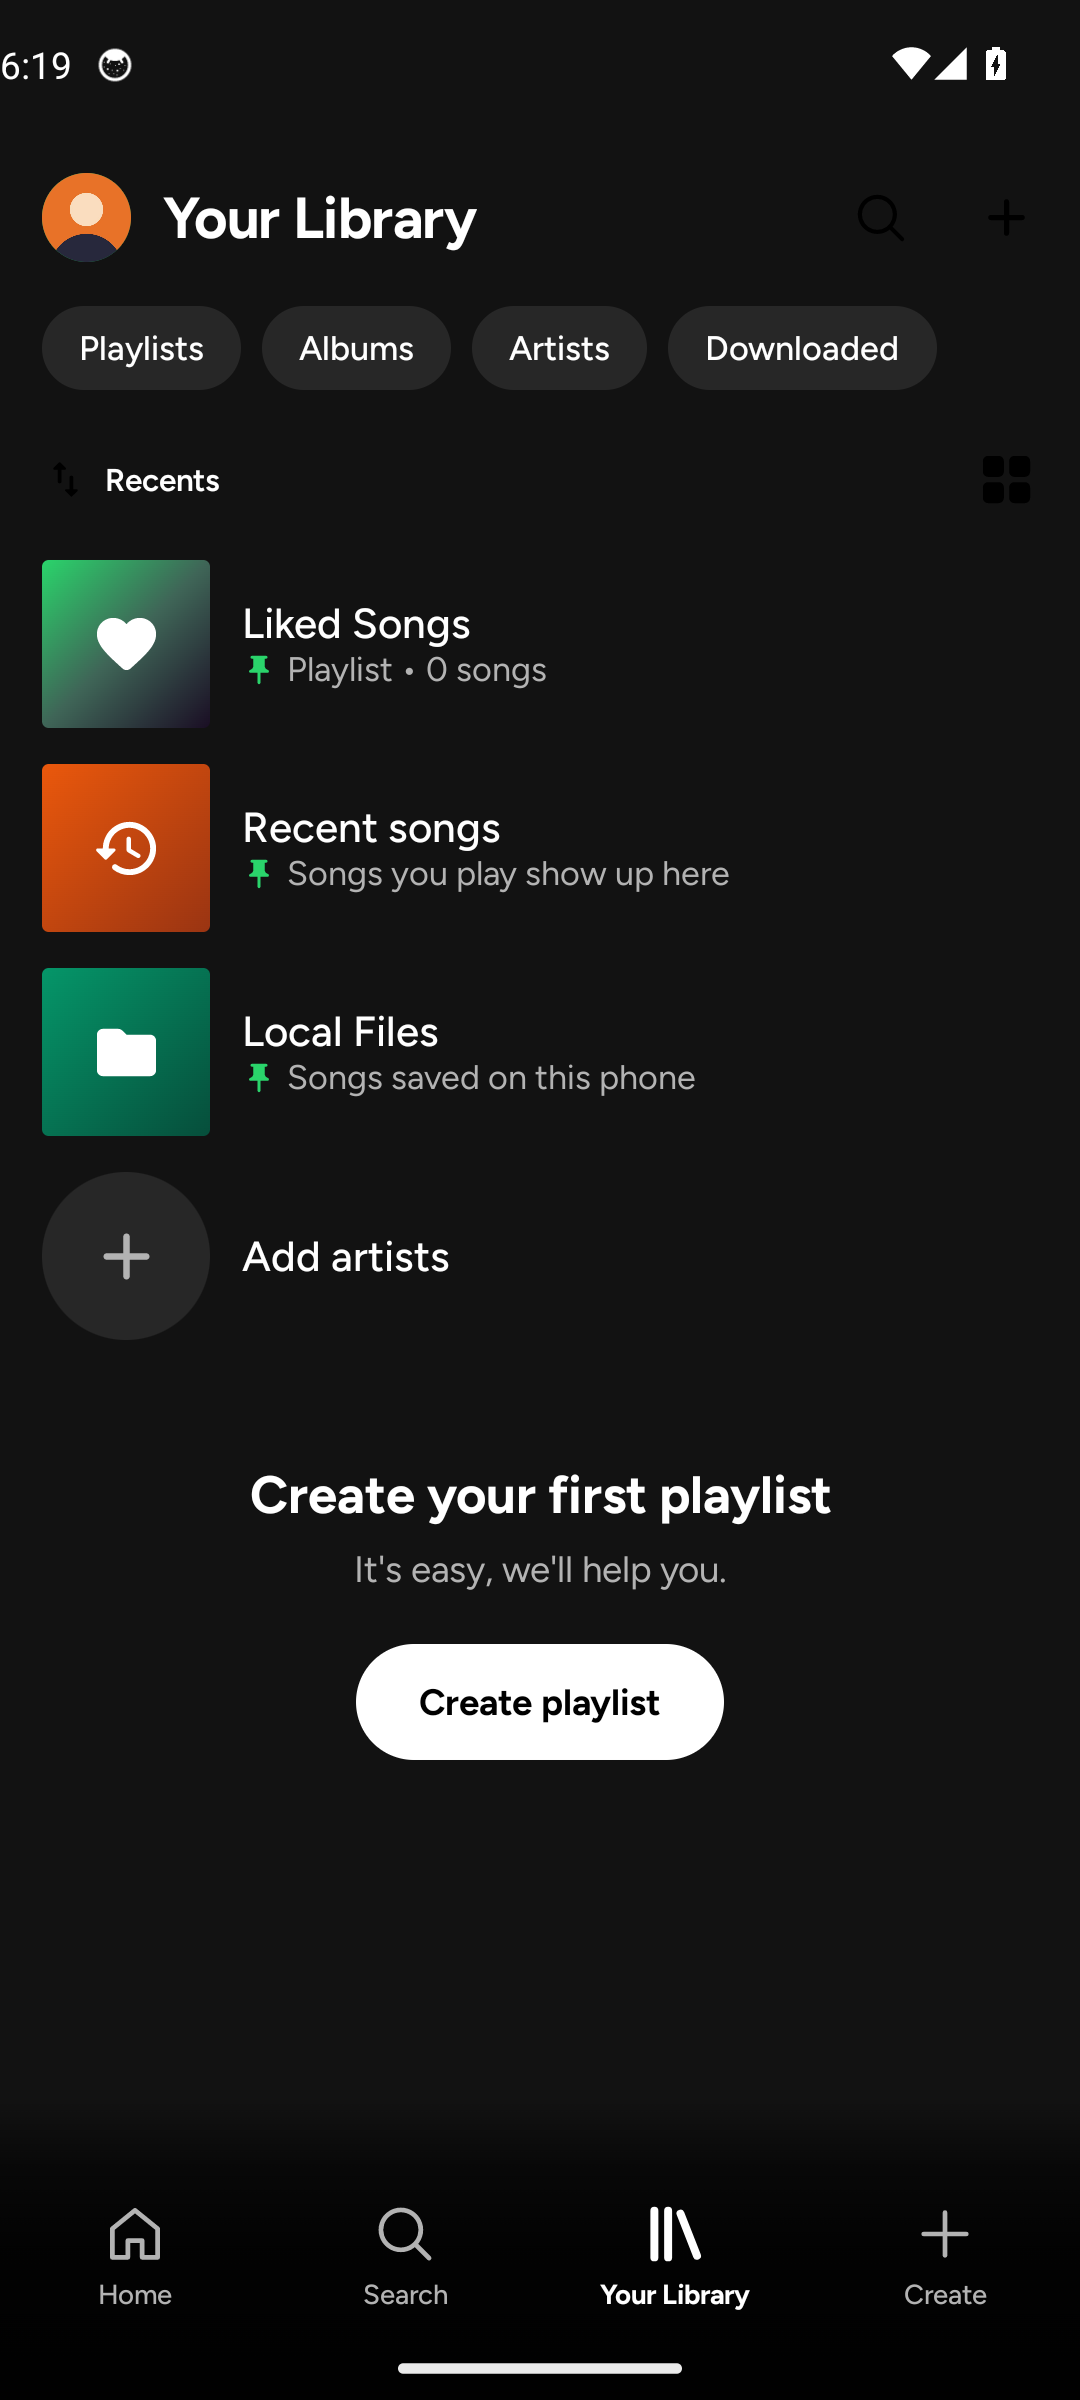 6:19
Your Library
Playlists
Albums
Artists
Downloaded
Recents
Liked Songs
Playlist • 0 songs
Recent songs
Songs you play show up here
Local Files
Songs saved on this phone
Add artists
Create your first playlist
It's easy, we'll help you.
Create playlist
Home
Search
Your Library
Create